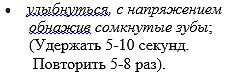 • улыбнуться, с напряжением
обнажив сомкнутые зубы;
(Удержать 5-10 секунд.
Повторить 5-8 раз).